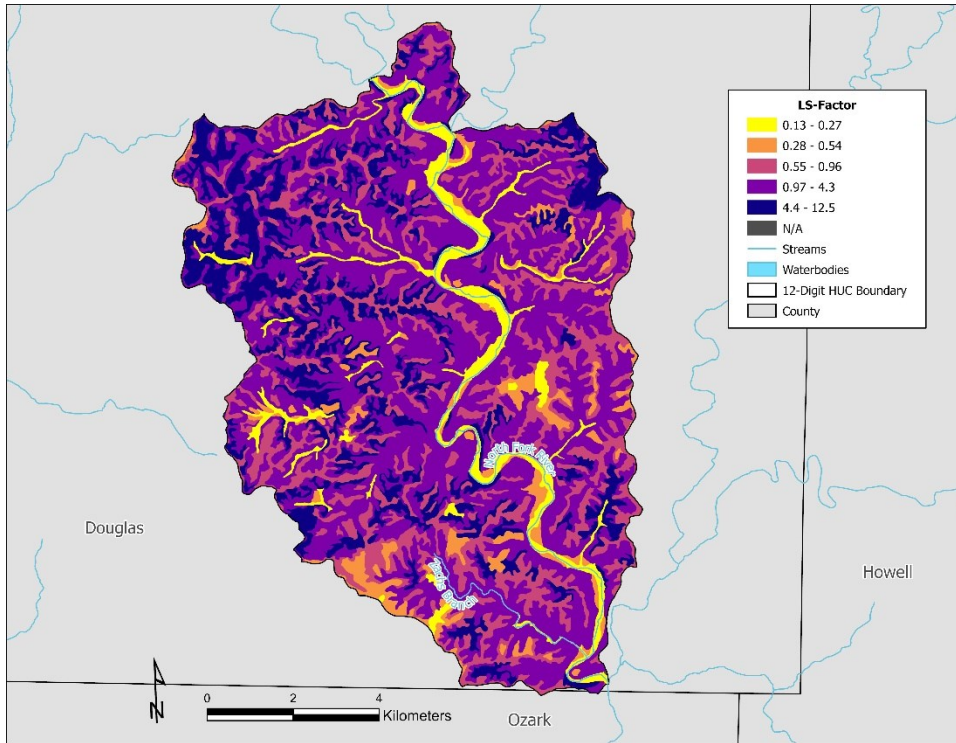 LS-Factor
0.13 - 0.27
0.28 - 0.54
0.55 - 0.96
0.97 - 4.3
4.4 - 12.5
N/A
Streams
Waterbodies
12-Digit HUC Boundary
County
North Fork River
Douglas
Zachs Branch
Howell
N
0 2 4
Kilometers
Ozark